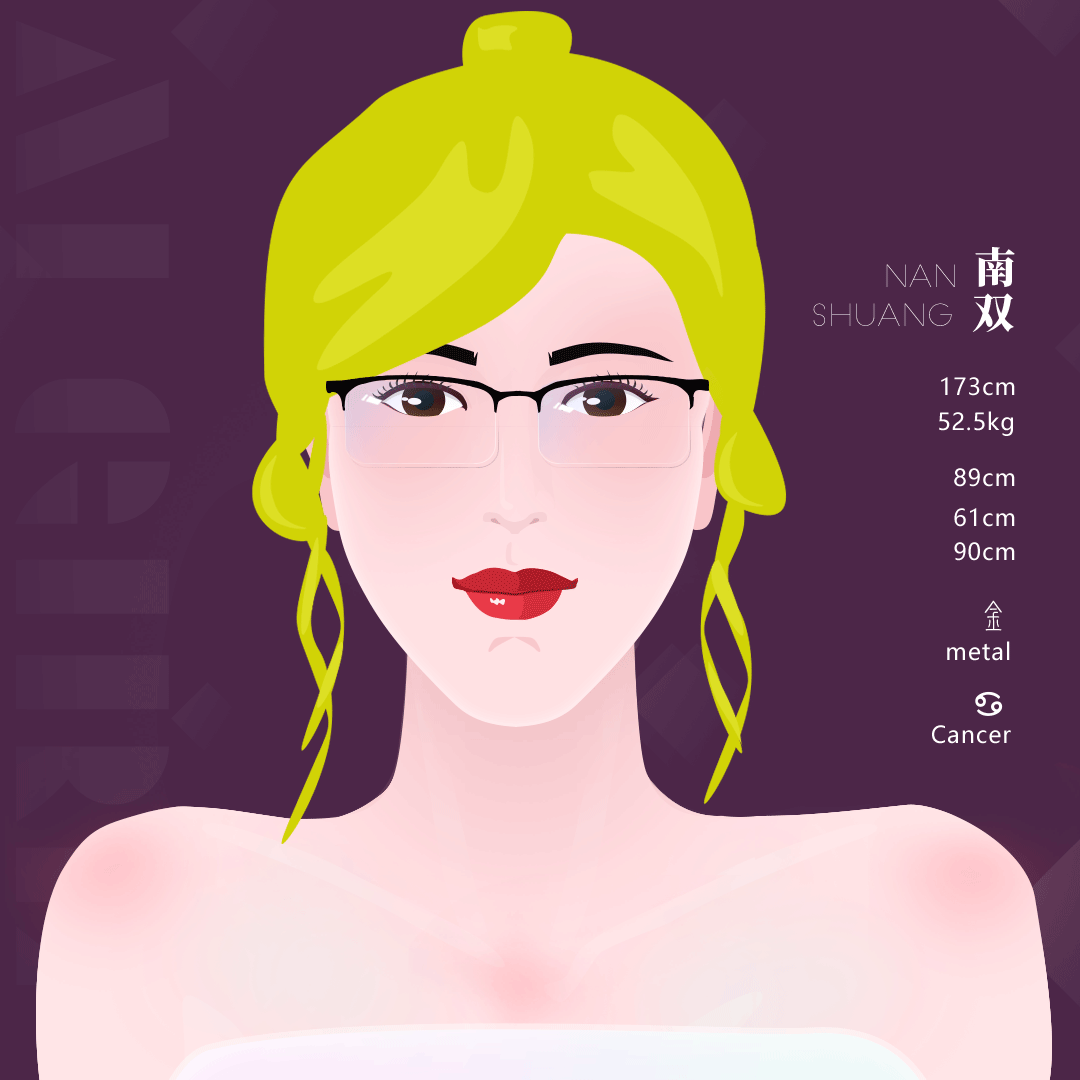 NAN
SHUANG
南
双
173cm
52.5kg
89cm
61cm
90cm
金
metal
♋
Cancer